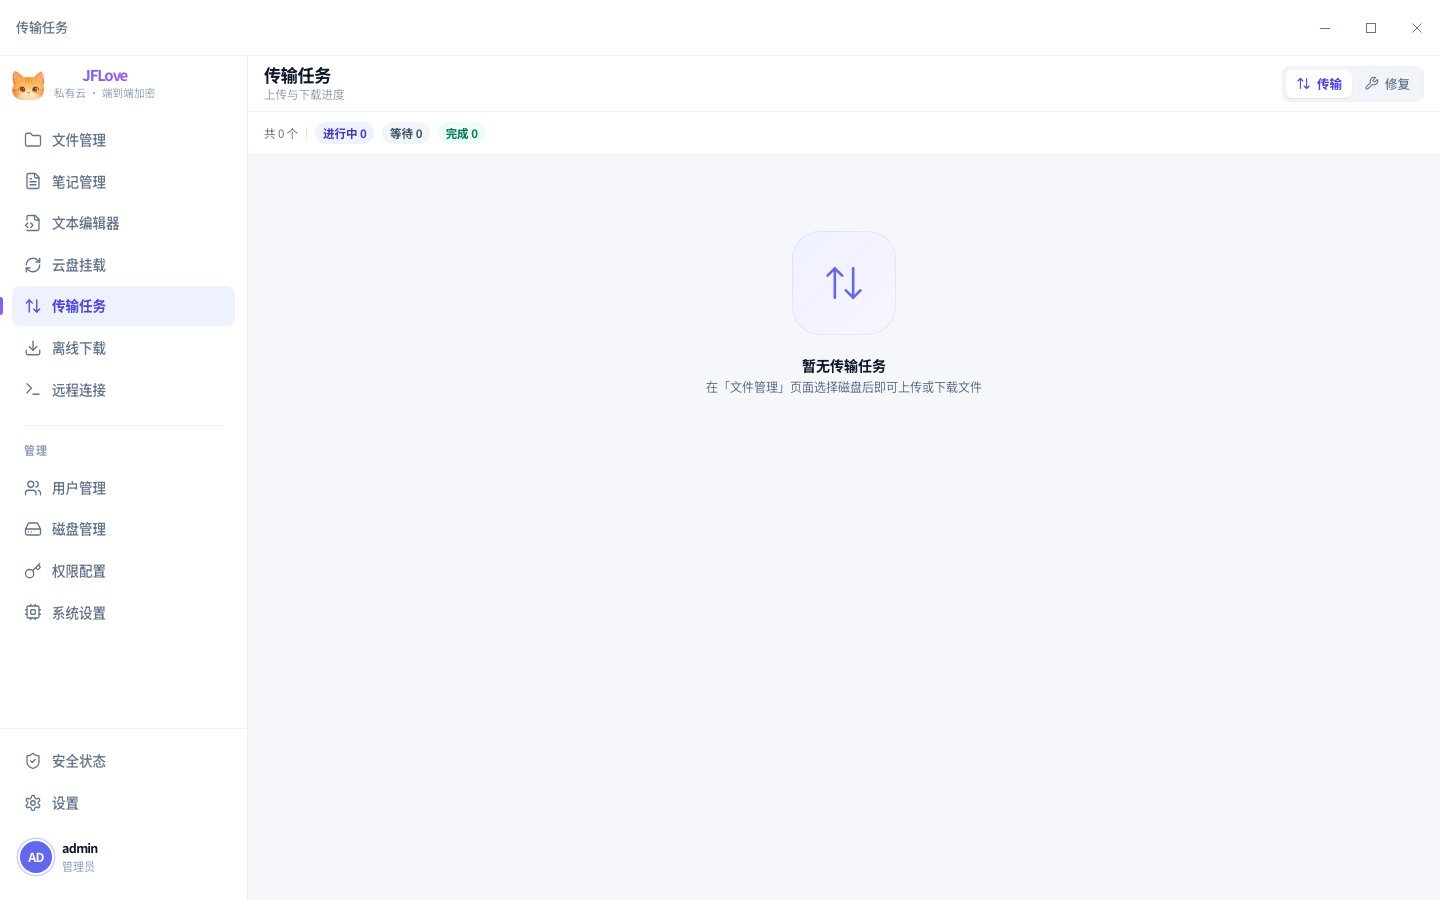 传输任务
JFLove
私有云 · 端到端加密
文件管理
笔记管理
文本编辑器
云盘挂载
传输任务
离线下载
远程连接
管理
用户管理
磁盘管理
权限配置
系统设置
安全状态
设置
AD
admin
管理员
传输任务
上传与下载进度
传输
修复
共 0 个
进行中 0
等待 0
完成 0
暂无传输任务
在「文件管理」页面选择磁盘后即可上传或下载文件